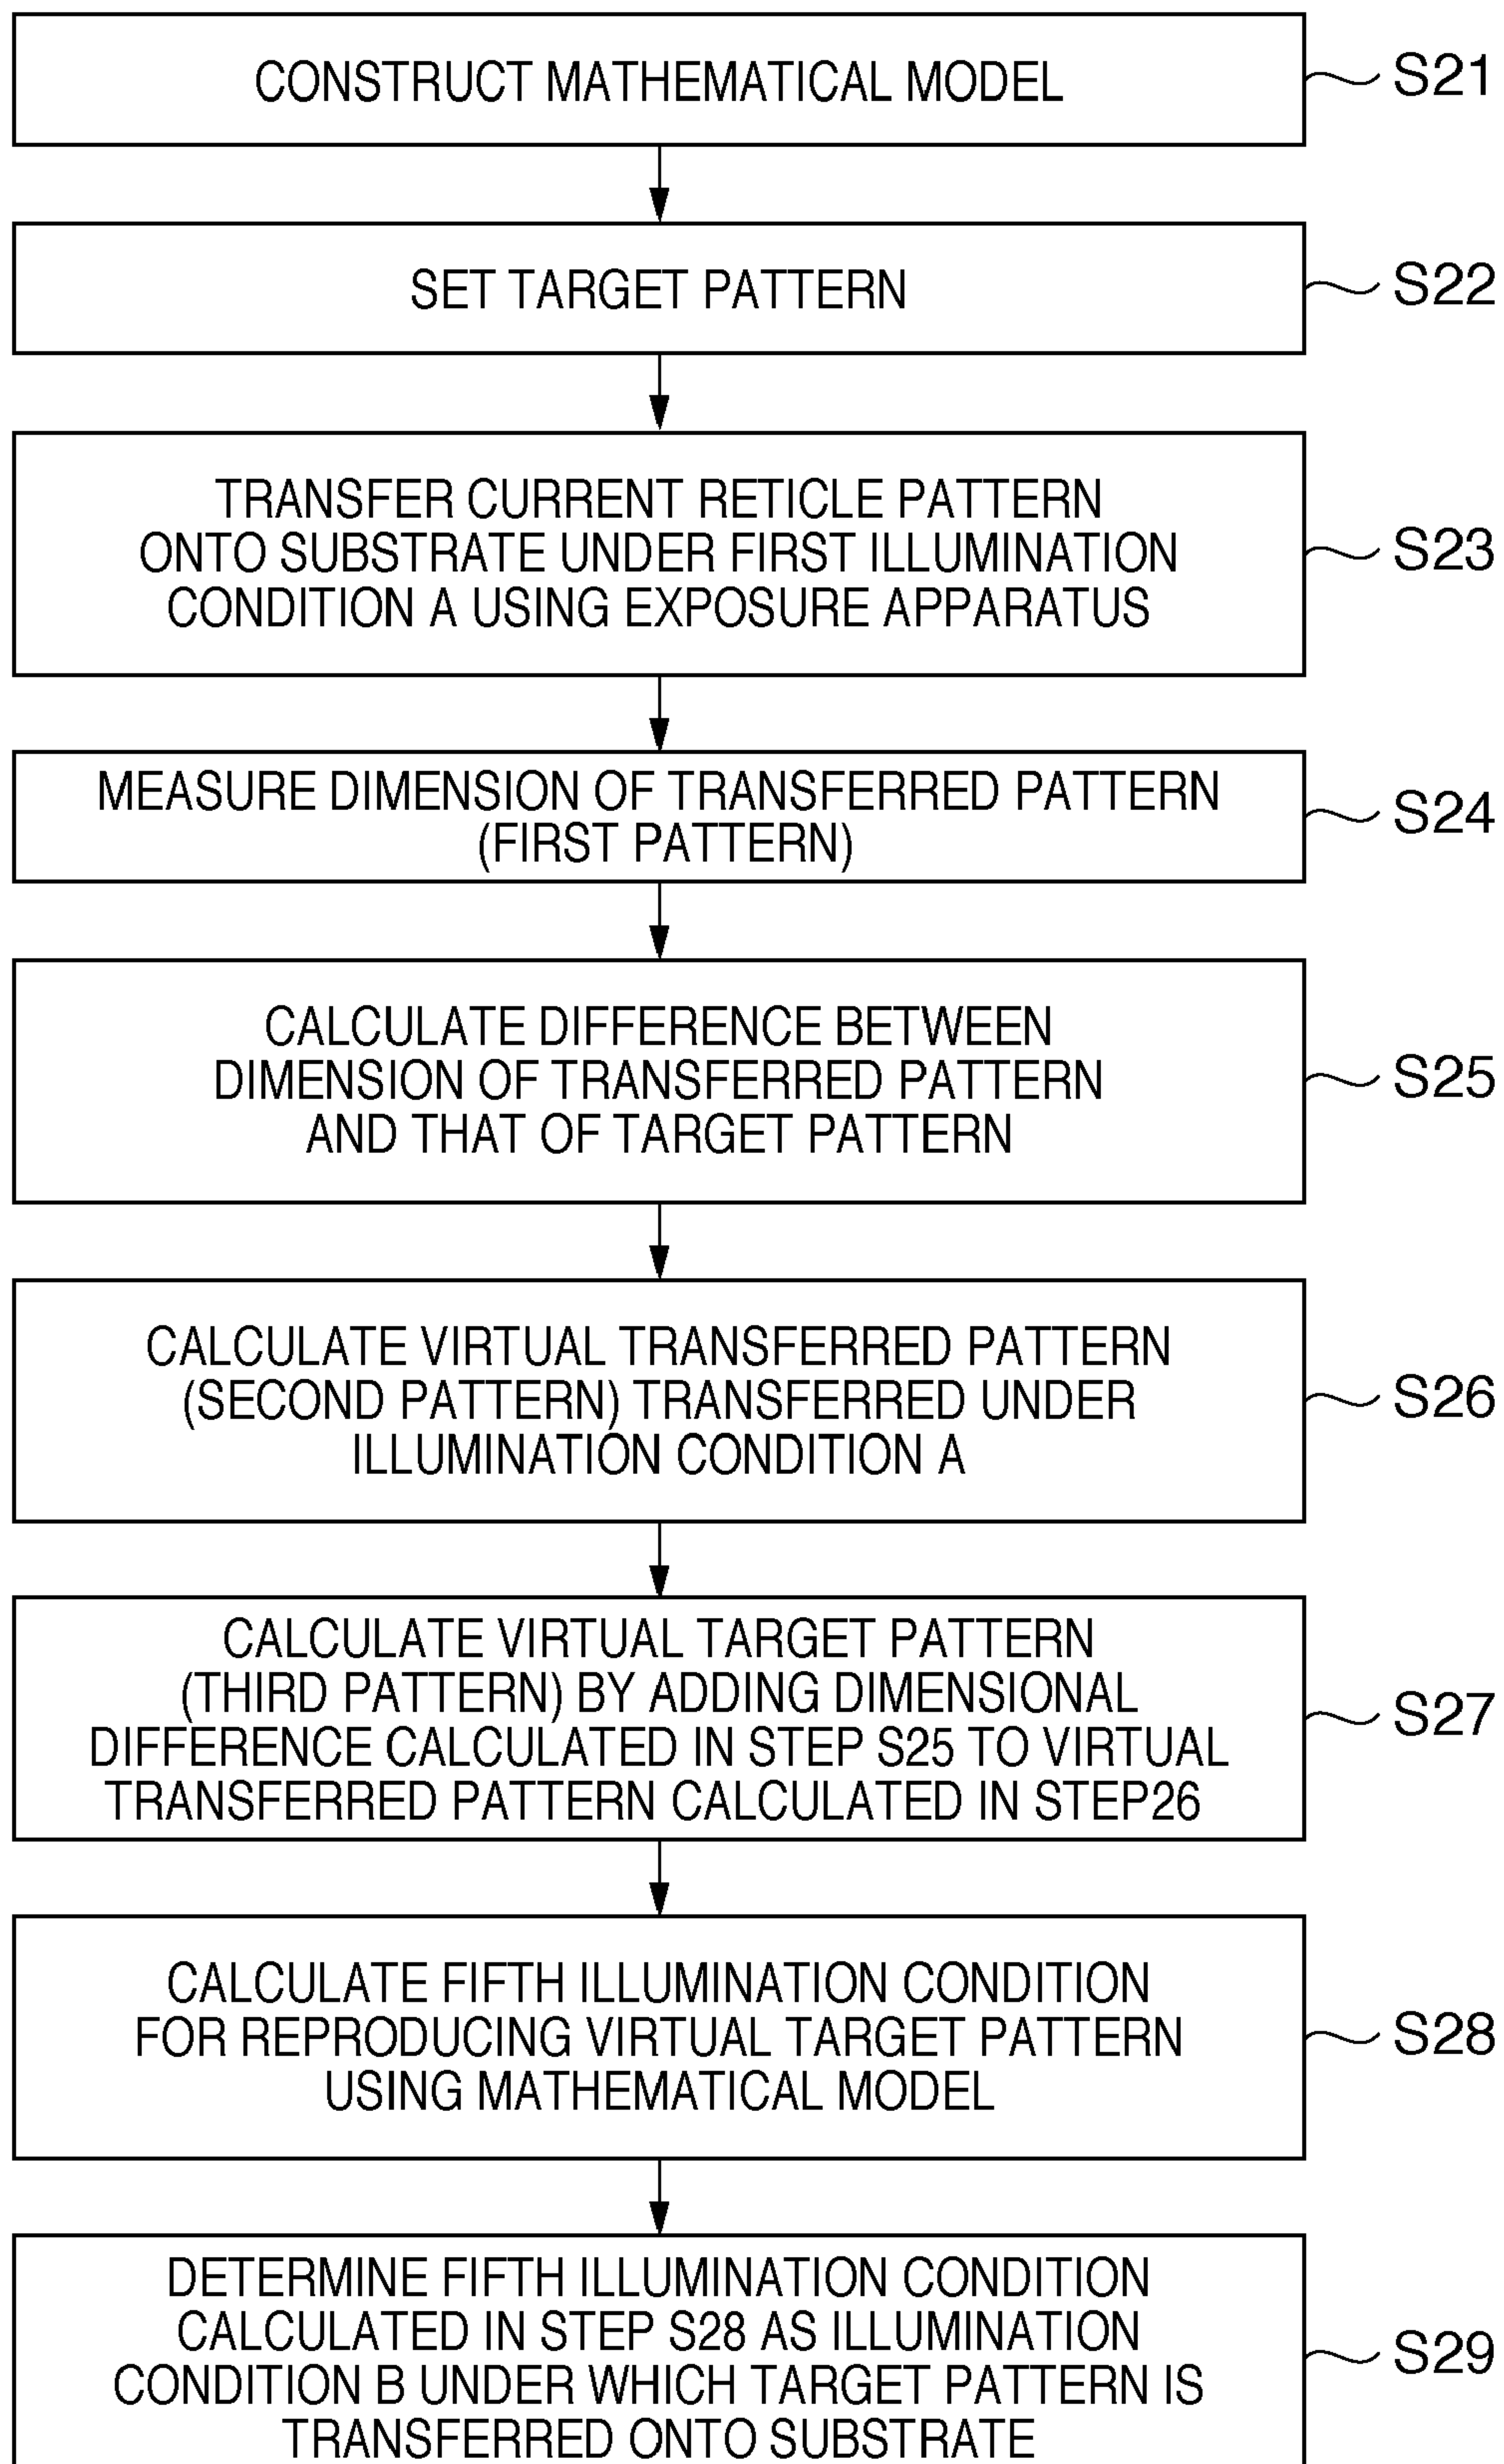 CONSTRUCT MATHEMATICAL MODEL
S21
SET TARGET PATTERN
S22
TRANSFER CURRENT RETICLE PATTERN
ONTO SUBSTRATE UNDER FIRST ILLUMINATION
CONDITION A USING EXPOSURE APPARATUS
S23
MEASURE DIMENSION OF TRANSFERRED PATTERN
(FIRST PATTERN)
S24
CALCULATE DIFFERENCE BETWEEN
DIMENSION OF TRANSFERRED PATTERN
AND THAT OF TARGET PATTERN
S25
CALCULATE VIRTUAL TRANSFERRED PATTERN
(SECOND PATTERN) TRANSFERRED UNDER
ILLUMINATION CONDITION A
S26
CALCULATE VIRTUAL TARGET PATTERN
(THIRD PATTERN) BY ADDING DIMENSIONAL
DIFFERENCE CALCULATED IN STEP S25 TO VIRTUAL
TRANSFERRED PATTERN CALCULATED IN STEP26
S27
CALCULATE FIFTH ILLUMINATION CONDITION
FOR REPRODUCING VIRTUAL TARGET PATTERN
USING MATHEMATICAL MODEL
S28
DETERMINE FIFTH ILLUMINATION CONDITION
CALCULATED IN STEP S28 AS ILLUMINATION
CONDITION B UNDER WHICH TARGET PATTERN IS
TRANSFERRED ONTO SUBSTRATE
S29